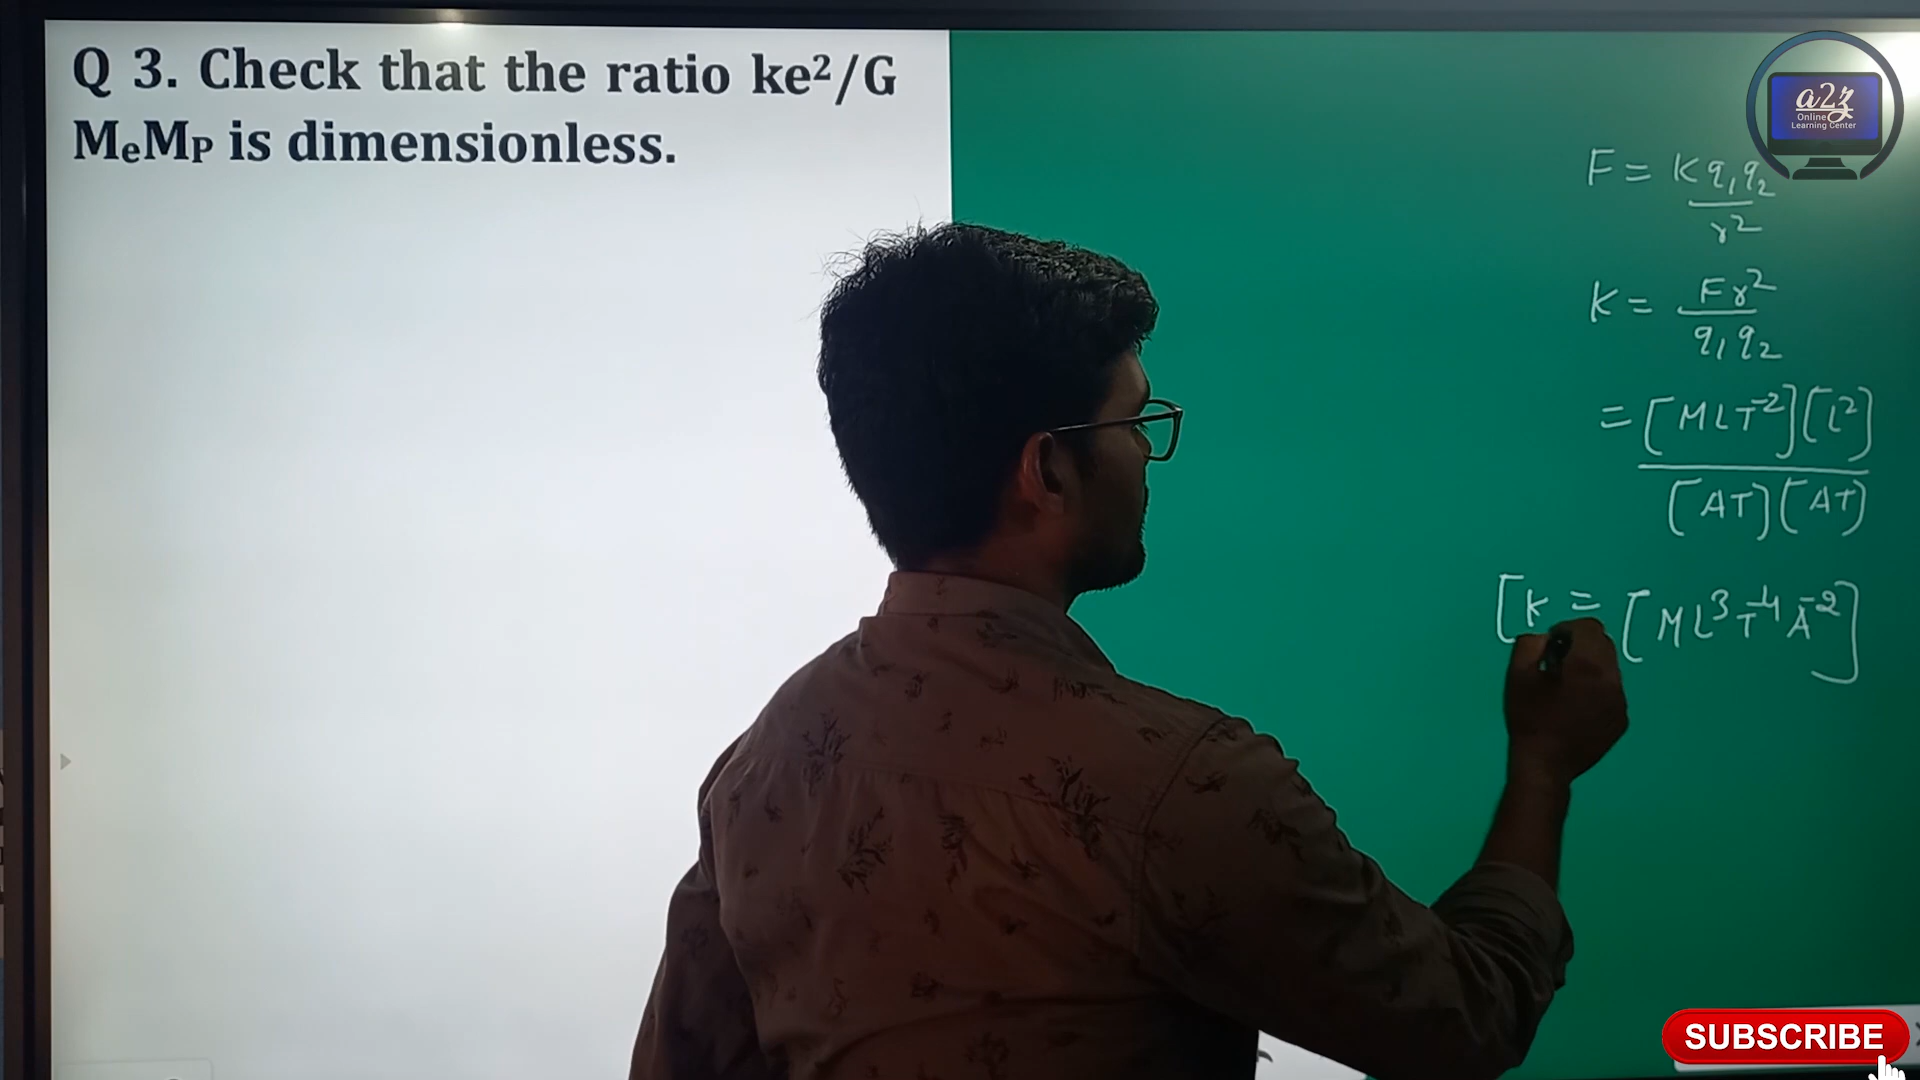 Q 3. Check that the ratio ke²/G
MₑMₚ is dimensionless.
a2z
Online
Learning Center
F = K q₁q₂
r²
K = Fr²
q₁q₂
= [MLT⁻²][L²]
[AT][AT]
[K = [ML³T⁻⁴A⁻²]
SUBSCRIBE